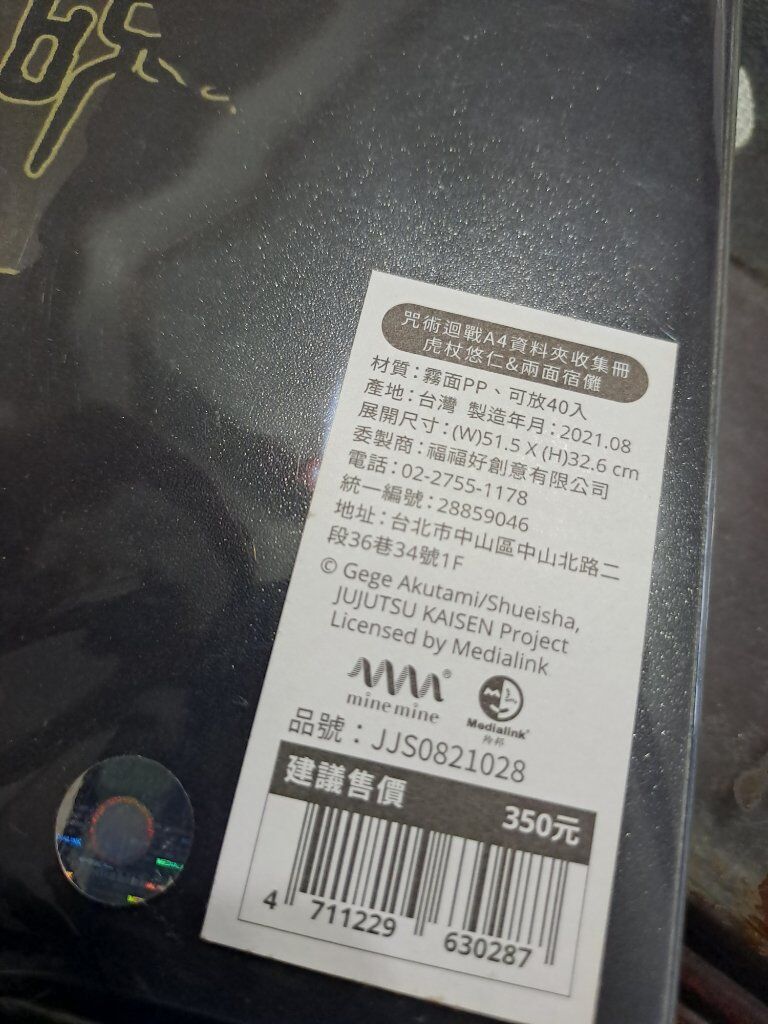 咒術迴戰A4資料夾收集冊
虎杖悠仁&兩面宿儺
材質：霧面PP、可放40入
產地：台灣 製造年月：2021.08
展開尺寸：(W)51.5 X (H)32.6 cm
委製商：福福好創意有限公司
電話：02-2755-1178
統一編號：28859046
地址：台北市中山區中山北路二
段36巷34號1F
© Gege Akutami/Shueisha,
JUJUTSU KAISEN Project
Licensed by Medialink
mine mine
Medialink
羚邦
品號：JJS0821028
建議售價 350元
4 711229 630287